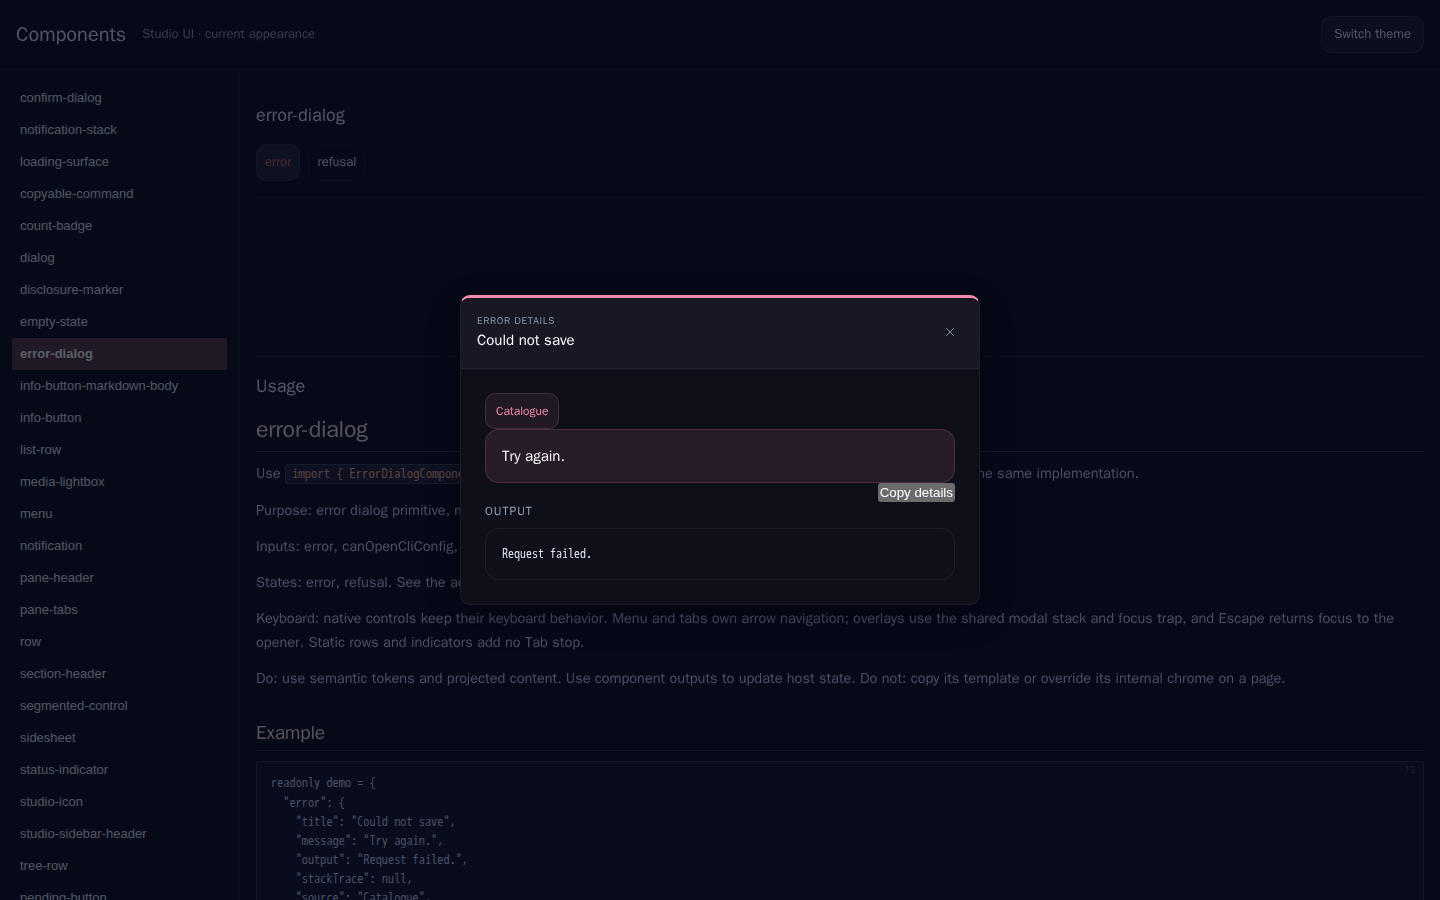 Components
Studio UI · current appearance
Switch theme
confirm-dialog
notification-stack
loading-surface
copyable-command
count-badge
dialog
disclosure-marker
empty-state
error-dialog
info-button-markdown-body
info-button
list-row
media-lightbox
menu
notification
pane-header
pane-tabs
row
section-header
segmented-control
sidesheet
status-indicator
studio-icon
studio-sidebar-header
tree-row
pending-button
error-dialog
error
refusal
ERROR DETAILS
Could not save
Catalogue
Try again.
Copy details
OUTPUT
Request failed.
Usage
error-dialog
Use import { ErrorDialogCompone
he same implementation.
Purpose: error dialog primitive,
Inputs: error, canOpenCliConfig,
States: error, refusal. See the
Keyboard: native controls keep their keyboard behavior. Menu and tabs own arrow navigation; overlays use the shared modal stack and focus trap, and Escape returns focus to the
opener. Static rows and indicators add no Tab stop.
Do: use semantic tokens and projected content. Use component outputs to update host state. Do not: copy its template or override its internal chrome on a page.
Example
TS
readonly demo = {
"error": {
"title": "Could not save",
"message": "Try again.",
"output": "Request failed.",
"stackTrace": null,
"source": "Catalogue",